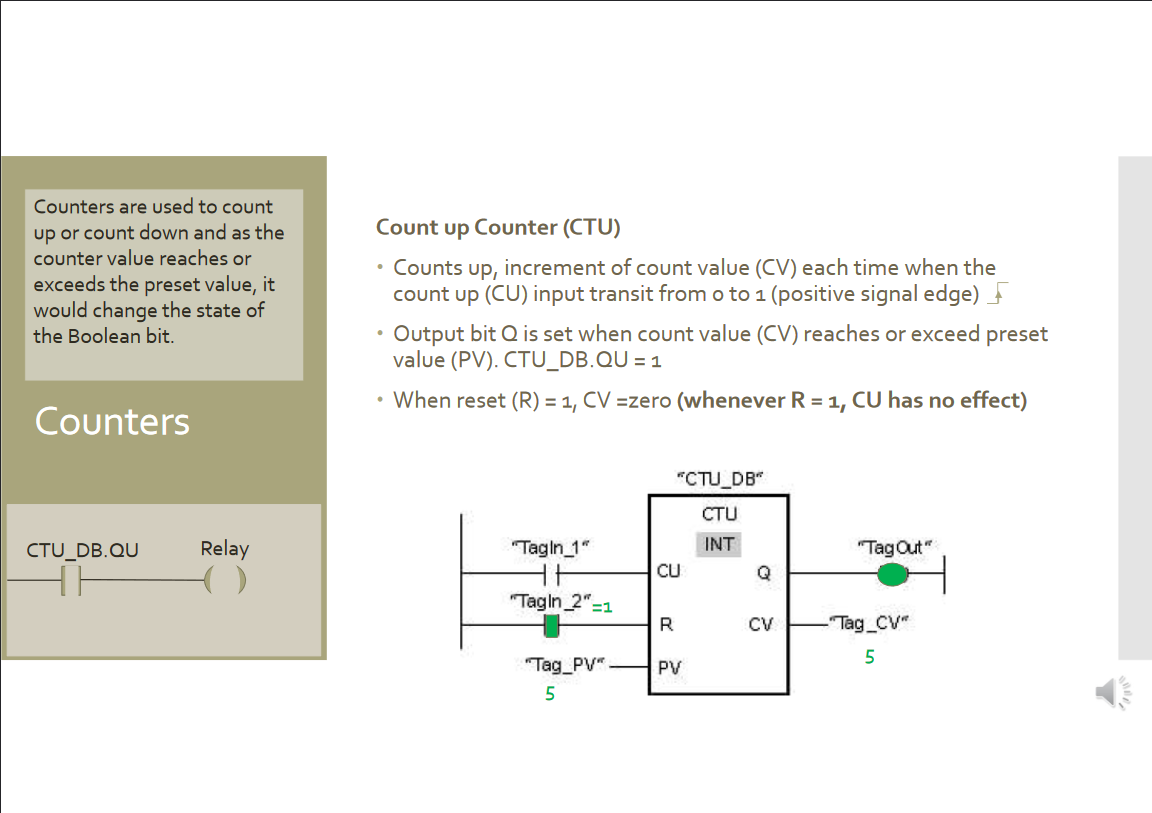 Counters are used to count
up or count down and as the
counter value reaches or
exceeds the preset value, it
would change the state of
the Boolean bit.
Counters
CTU_DB.QU
Relay
Count up Counter (CTU)
• Counts up, increment of count value (CV) each time when the
count up (CU) input transit from 0 to 1 (positive signal edge)
• Output bit Q is set when count value (CV) reaches or exceed preset
value (PV). CTU_DB.QU = 1
• When reset (R) = 1, CV =zero (whenever R = 1, CU has no effect)
"CTU_DB"
CTU
INT
"TagIn_1"
"TagOut"
CU
Q
"TagIn_2" =1
R
CV
"Tag_CV"
5
"Tag_PV"
PV
5